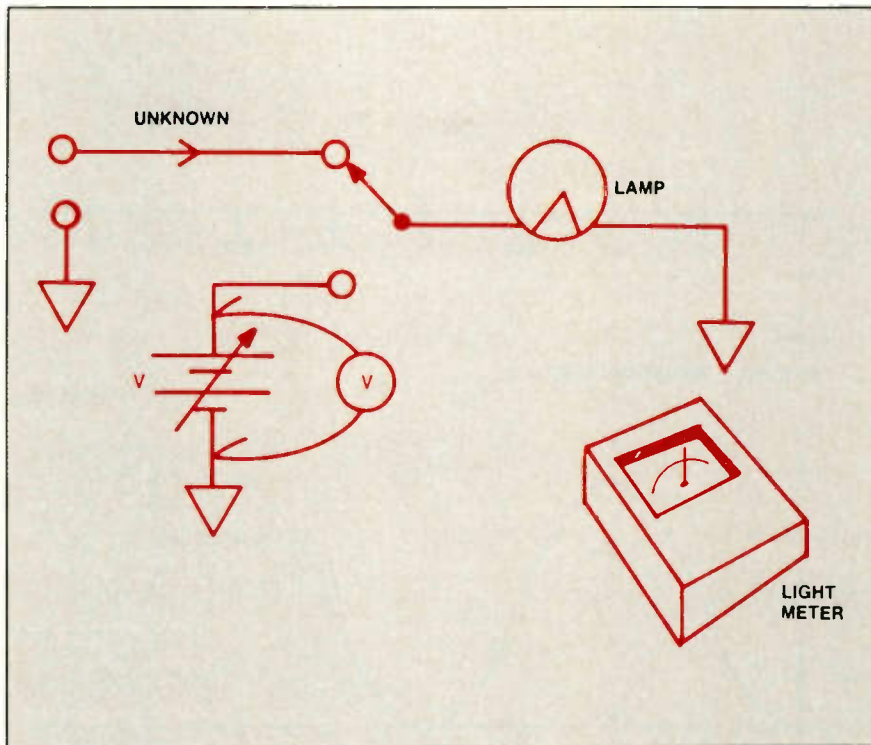 UNKNOWN
LAMP
V
V
LIGHT
METER